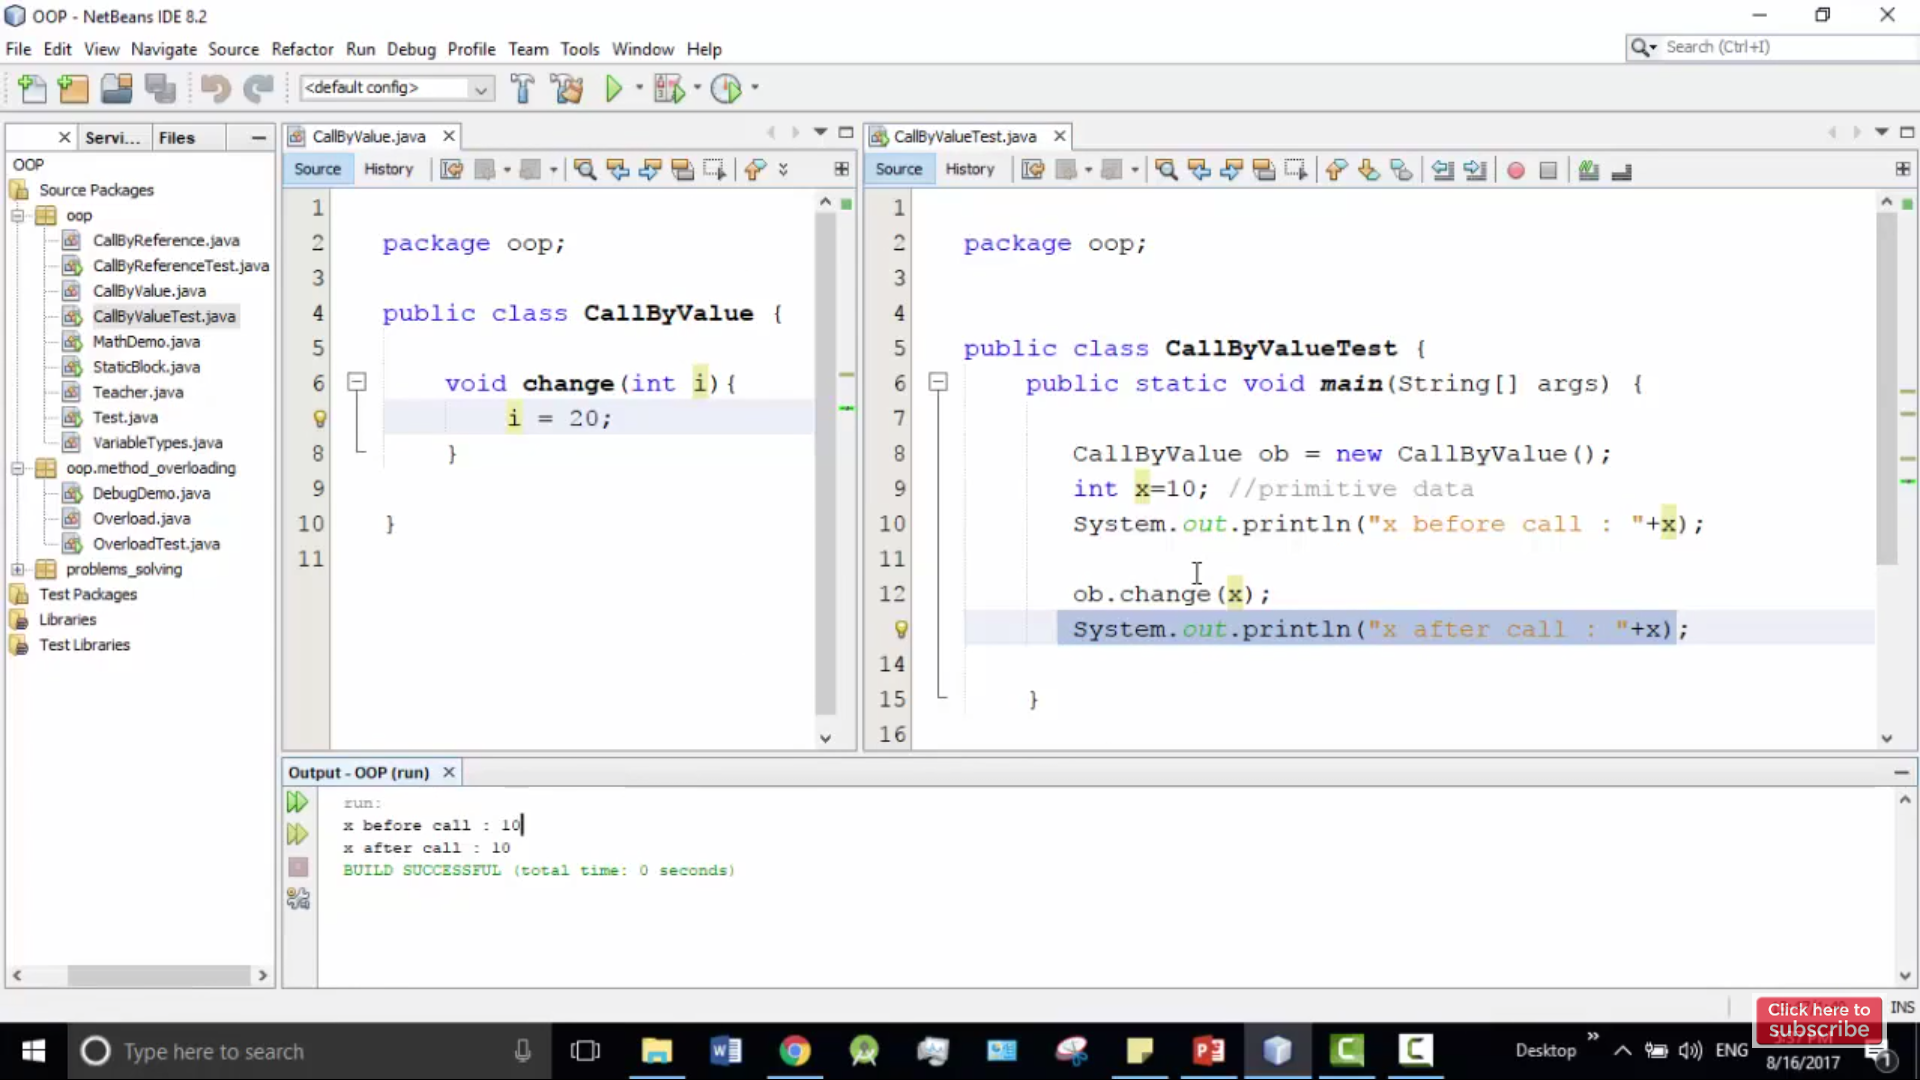 OOP - NetBeans IDE 8.2
File Edit View Navigate Source Refactor Run Debug Profile Team Tools Window Help
Search (Ctrl+I)
<default config>
Servi... Files
OOP
Source Packages
oop
CallByReference.java
CallByReferenceTest.java
CallByValue.java
CallByValueTest.java
MathDemo.java
StaticBlock.java
Teacher.java
Test.java
VariableTypes.java
oop.method_overloading
DebugDemo.java
Overload.java
OverloadTest.java
problems_solving
Test Packages
Libraries
Test Libraries
CallByValue.java
Source History
1
2 package oop;
3
4 public class CallByValue {
5
6 void change(int i){
i = 20;
8 }
9
10 }
11
CallByValueTest.java
Source History
1
2 package oop;
3
4
5 public class CallByValueTest {
6 public static void main(String[] args) {
7
8 CallByValue ob = new CallByValue();
9 int x=10; //primitive data
10 System.out.println("x before call : "+x);
11
12 ob.change(x);
System.out.println("x after call : "+x);
14
15 }
16
Output - OOP (run)
run:
x before call : 10
x after call : 10
BUILD SUCCESSFUL (total time: 0 seconds)
INS
Click here to
subscribe
Type here to search
Desktop
ENG
8/16/2017
1